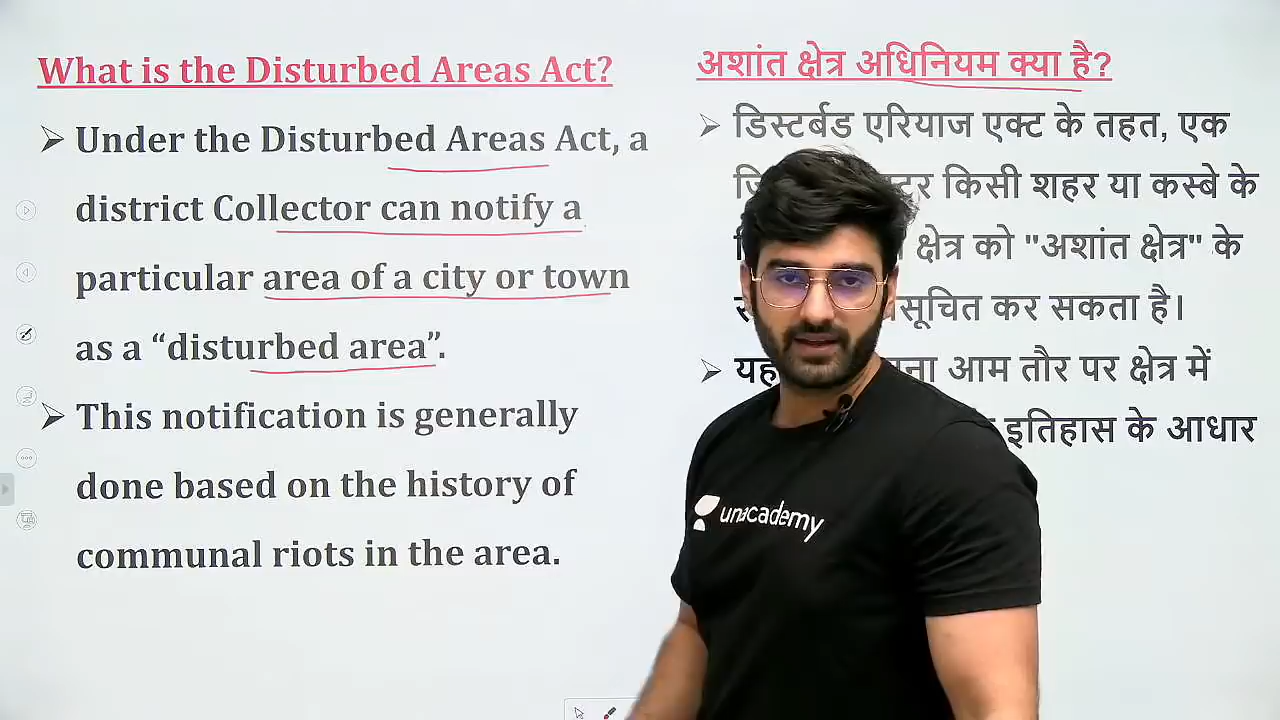 What is the Disturbed Areas Act?
➢ Under the Disturbed Areas Act, a
district Collector can notify a
particular area of a city or town
as a “disturbed area”.
➢ This notification is generally
done based on the history of
communal riots in the area.
अशांत क्षेत्र अधिनियम क्या है?
➢ डिस्टर्बड एरियाज एक्ट के तहत, एक
किसी शहर या कस्बे के
क्षेत्र को "अशांत क्षेत्र" के
कर सकता है।
➢ आम तौर पर क्षेत्र में
इतिहास के आधार
unacademy